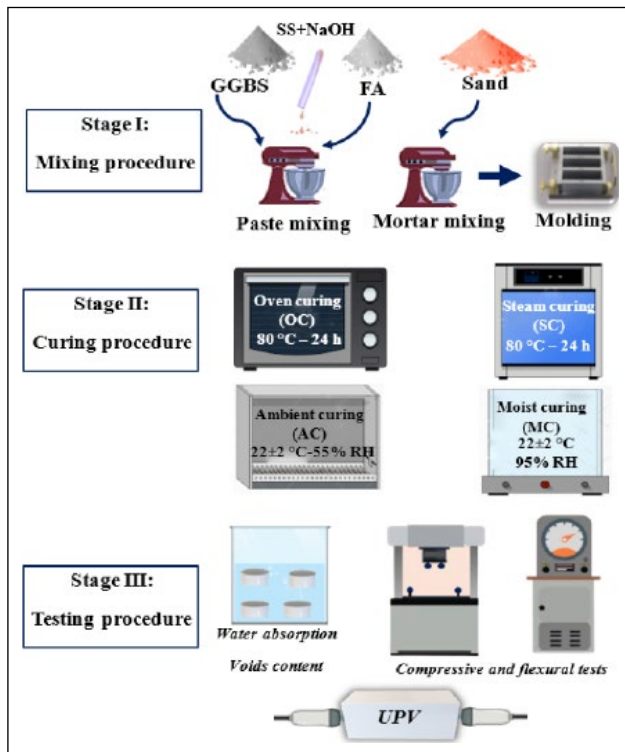 SS+NaOH
GGBS
FA
Sand
Stage I:
Mixing procedure
Paste mixing
Mortar mixing
Molding
Stage II:
Curing procedure
Oven curing
(OC)
80 °C – 24 h
Steam curing
(SC)
80 °C – 24 h
Ambient curing
(AC)
22±2 °C-55% RH
Moist curing
(MC)
22±2 °C
95% RH
Stage III:
Testing procedure
Water absorption
Voids content
Compressive and flexural tests
UPV